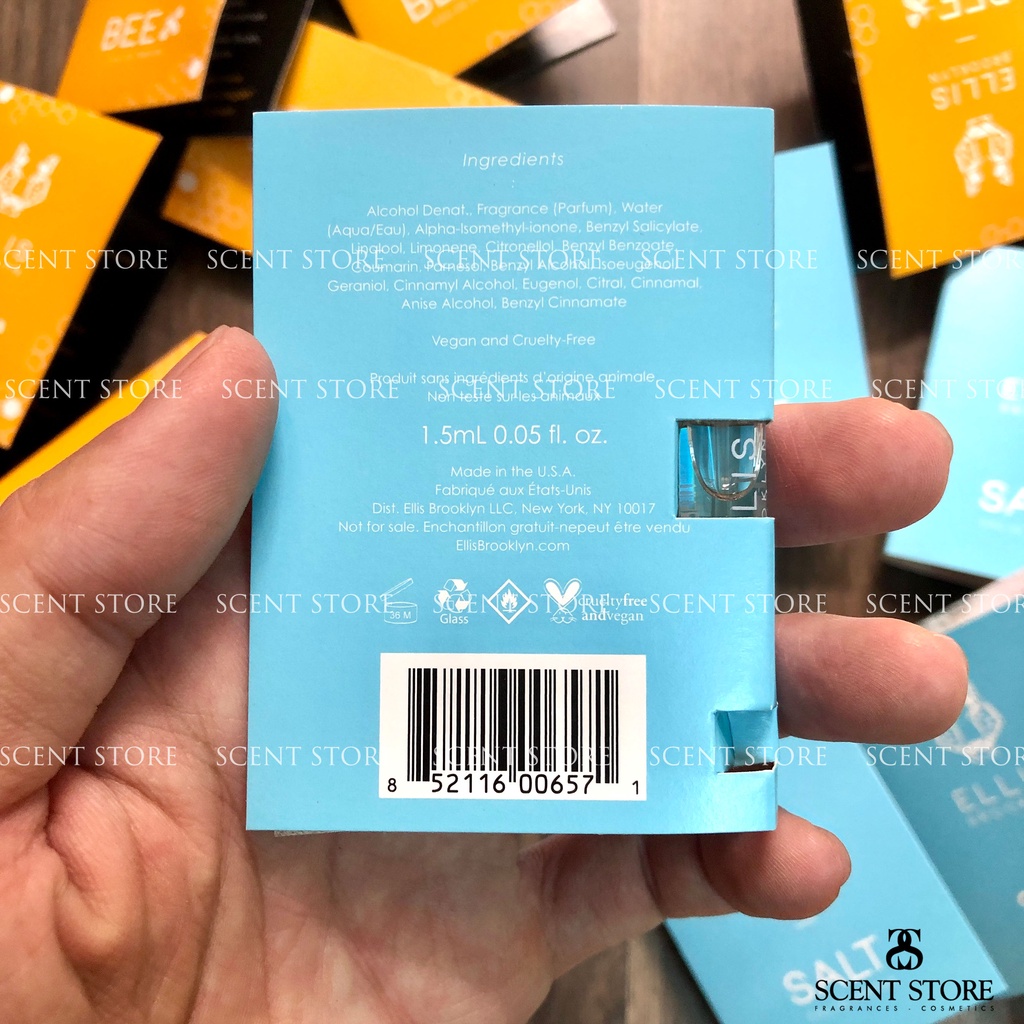 BEE
ELLIS
BROOKLYN
Ingredients
Alcohol Denat., Fragrance (Parfum), Water
(Aqua/Eau), Alpha-Isomethyl-ionone, Benzyl Salicylate,
Linalool, Limonene, Citronellol, Benzyl Benzoate,
Coumarin, Farnesol, Benzyl Alcohol, Isoeugenol,
Geraniol, Cinnamyl Alcohol, Eugenol, Citral, Cinnamal,
Anise Alcohol, Benzyl Cinnamate
Vegan and Cruelty-Free
Produit sans ingrédients d'origine animale
Non testé sur les animaux
1.5mL 0.05 fl. oz.
Made in the U.S.A.
Fabriqué aux États-Unis
Dist. Ellis Brooklyn LLC, New York, NY 10017
Not for sale. Enchantillon gratuit-nepeut être vendu
EllisBrooklyn.com
36 M
Glass
crueltyfree
andvegan
8 52116 00657 1
SALT
SCENT STORE
FRAGRANCES - COSMETICS